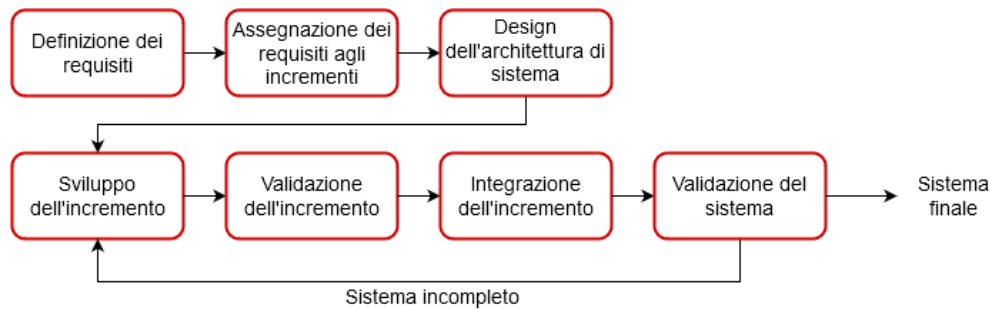 Definizione dei
requisiti
Assegnazione dei
requisiti agli
incrementi
Design
dell'architettura di
sistema
Sviluppo
dell'incremento
Validazione
dell'incremento
Integrazione
dell'incremento
Validazione del
sistema
Sistema
finale
Sistema incompleto